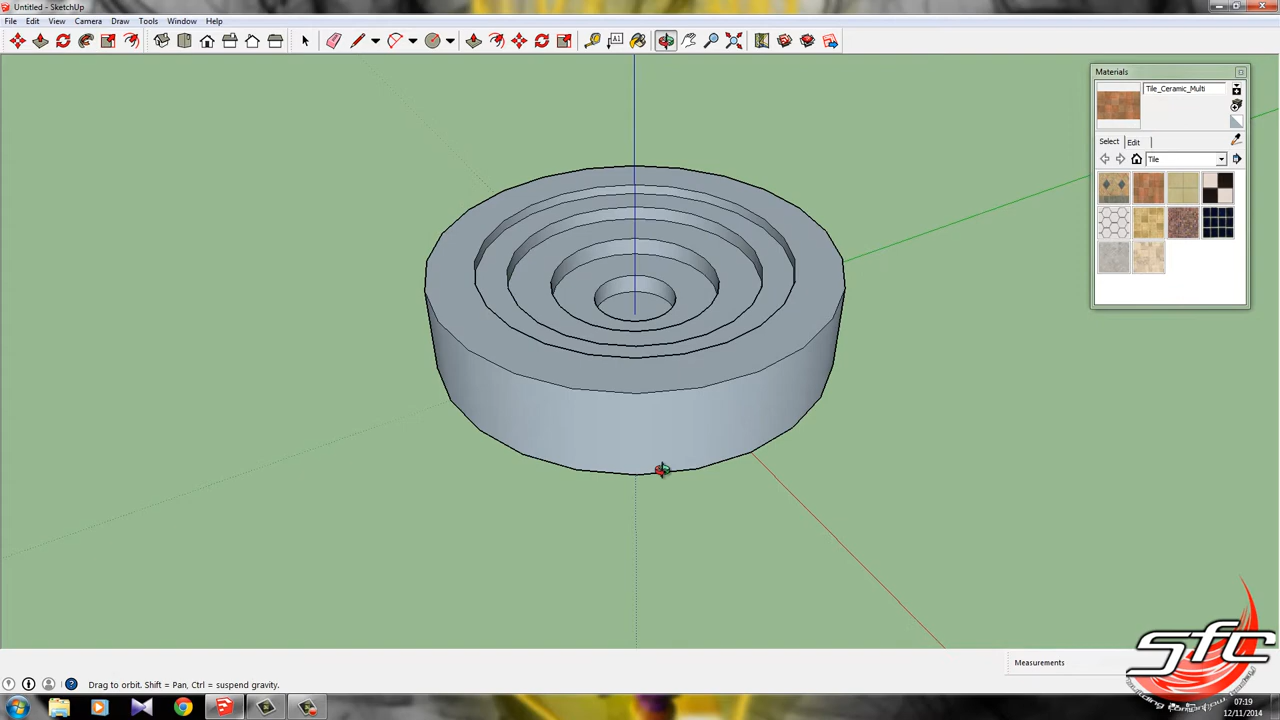 Untitled - SketchUp
File Edit View Camera Draw Tools Window Help
A1
Materials
Tile_Ceramic_Multi
Select Edit
Tile
Measurements
sfc
Drag to orbit. Shift = Pan, Ctrl = suspend gravity.
07:19
12/11/2014